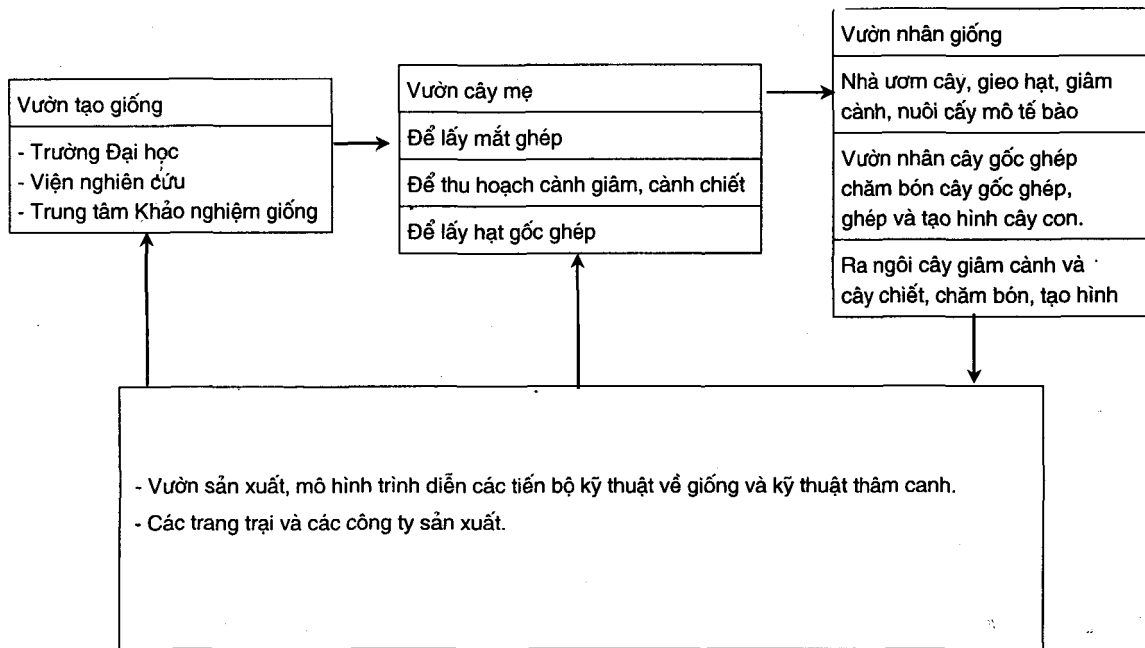 Vườn tạo giống
- Trường Đại học
- Viện nghiên cứu
- Trung tâm Khảo nghiệm giống
Vườn cây mẹ
Để lấy mắt ghép
Để thu hoạch cành giâm, cành chiết
Để lấy hạt gốc ghép
Vườn nhân giống
Nhà ươm cây, gieo hạt, giâm
cành, nuôi cấy mô tế bào
Vườn nhân cây gốc ghép
chăm bón cây gốc ghép,
ghép và tạo hình cây con.
Ra ngôi cây giâm cành và
cây chiết, chăm bón, tạo hình
- Vườn sản xuất, mô hình trình diễn các tiến bộ kỹ thuật về giống và kỹ thuật thâm canh.
- Các trang trại và các công ty sản xuất.